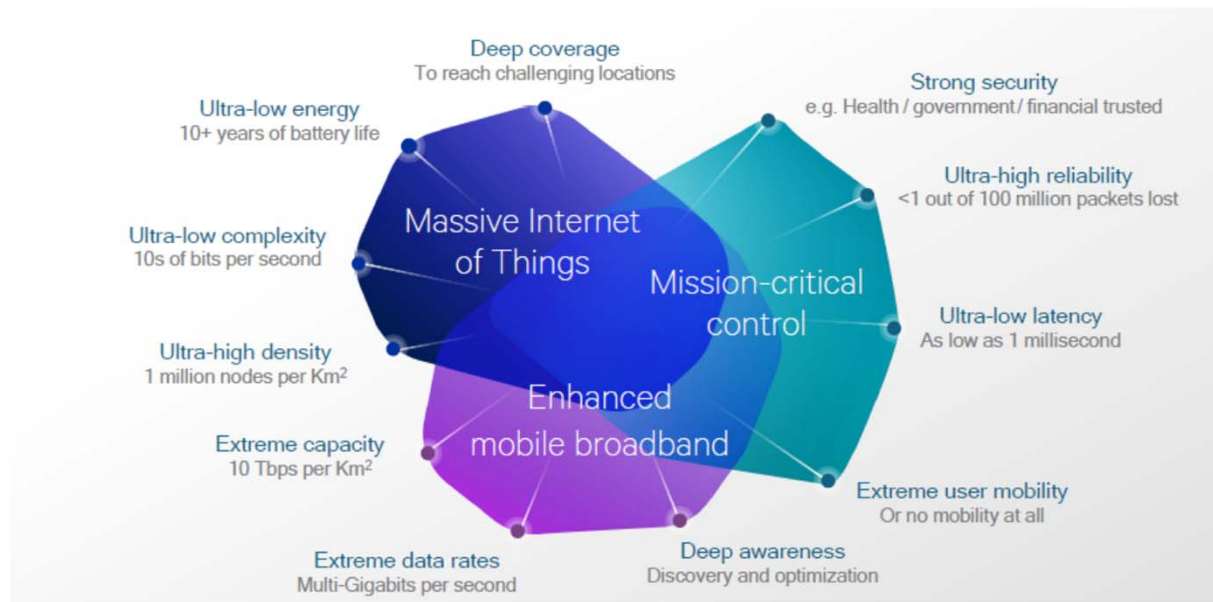 Deep coverage
To reach challenging locations
Strong security
e.g. Health / government / financial trusted
Ultra-low energy
10+ years of battery life
Ultra-high reliability
<1 out of 100 million packets lost
Massive Internet
of Things
Ultra-low complexity
10s of bits per second
Mission-critical
control
Ultra-low latency
As low as 1 millisecond
Ultra-high density
1 million nodes per Km²
Enhanced
mobile broadband
Extreme capacity
10 Tbps per Km²
Extreme user mobility
Or no mobility at all
Extreme data rates
Multi-Gigabits per second
Deep awareness
Discovery and optimization